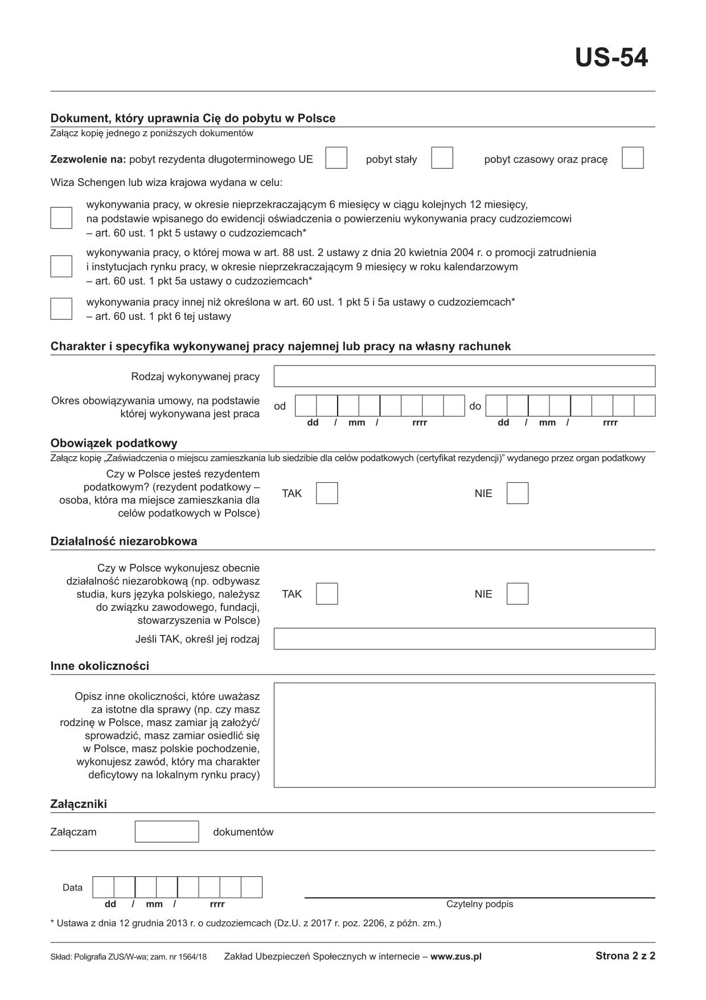 US-54
Dokument, który uprawnia Cię do pobytu w Polsce
Załącz kopię jednego z poniższych dokumentów
Zezwolenie na: pobyt rezydenta długoterminowego UE pobyt stały pobyt czasowy oraz pracę
Wiza Schengen lub wiza krajowa wydana w celu:
wykonywania pracy, w okresie nieprzekraczającym 6 miesięcy w ciągu kolejnych 12 miesięcy,
na podstawie wpisanego do ewidencji oświadczenia o powierzeniu wykonywania pracy cudzoziemcowi
– art. 60 ust. 1 pkt 5 ustawy o cudzoziemcach*
wykonywania pracy, o której mowa w art. 88 ust. 2 ustawy z dnia 20 kwietnia 2004 r. o promocji zatrudnienia
i instytucjach rynku pracy, w okresie nieprzekraczającym 9 miesięcy w roku kalendarzowym
– art. 60 ust. 1 pkt 5a ustawy o cudzoziemcach*
wykonywania pracy innej niż określona w art. 60 ust. 1 pkt 5 i 5a ustawy o cudzoziemcach*
– art. 60 ust. 1 pkt 6 tej ustawy
Charakter i specyfika wykonywanej pracy najemnej lub pracy na własny rachunek
Rodzaj wykonywanej pracy
Okres obowiązywania umowy, na podstawie
której wykonywana jest praca
od do
dd / mm / rrrr dd / mm / rrrr
Obowiązek podatkowy
Załącz kopię „Zaświadczenia o miejscu zamieszkania lub siedzibie dla celów podatkowych (certyfikat rezydencji)” wydanego przez organ podatkowy
Czy w Polsce jesteś rezydentem
podatkowym? (rezydent podatkowy –
osoba, która ma miejsce zamieszkania dla
celów podatkowych w Polsce)
TAK NIE
Działalność niezarobkowa
Czy w Polsce wykonujesz obecnie
działalność niezarobkową (np. odbywasz
studia, kurs języka polskiego, należysz
do związku zawodowego, fundacji,
stowarzyszenia w Polsce)
TAK NIE
Jeśli TAK, określ jej rodzaj
Inne okoliczności
Opisz inne okoliczności, które uważasz
za istotne dla sprawy (np. czy masz
rodzinę w Polsce, masz zamiar ją założyć/
sprowadzić, masz zamiar osiedlić się
w Polsce, masz polskie pochodzenie,
wykonujesz zawód, który ma charakter
deficytowy na lokalnym rynku pracy)
Załączniki
Załączam dokumentów
Data
dd / mm / rrrr
Czytelny podpis
* Ustawa z dnia 12 grudnia 2013 r. o cudzoziemcach (Dz.U. z 2017 r. poz. 2206, z późn. zm.)
Skład: Poligrafia ZUS/W-wa; zam. nr 1564/18 Zakład Ubezpieczeń Społecznych w internecie – www.zus.pl Strona 2 z 2